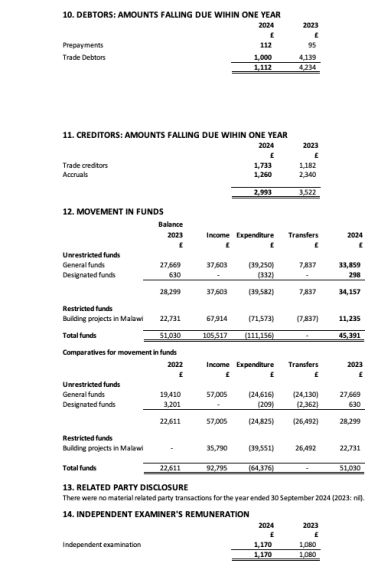 10. DEBTORS: AMOUNTS FALLING DUE WIHIN ONE YEAR
2024 2023
£ £
Prepayments 112 95
Trade Debtors 1,000 4,139
1,112 4,234
11. CREDITORS: AMOUNTS FALLING DUE WIHIN ONE YEAR
2024 2023
£ £
Trade creditors 1,733 1,182
Accruals 1,260 2,340
2,993 3,522
12. MOVEMENT IN FUNDS
Balance
2023 Income Expenditure Transfers 2024
£ £ £ £ £
Unrestricted funds
General funds 27,669 37,603 (39,250) 7,837 33,859
Designated funds 630 - (332) - 298
28,299 37,603 (39,582) 7,837 34,157
Restricted funds
Building projects in Malawi 22,731 67,914 (71,573) (7,837) 11,235
Total funds 51,030 105,517 (111,156) - 45,391
Comparatives for movement in funds
2022 Income Expenditure Transfers 2023
£ £ £ £ £
Unrestricted funds
General funds 19,410 57,005 (24,616) (24,130) 27,669
Designated funds 3,201 - (209) (2,362) 630
22,611 57,005 (24,825) (26,492) 28,299
Restricted funds
Building projects in Malawi - 35,790 (39,551) 26,492 22,731
Total funds 22,611 92,795 (64,376) - 51,030
13. RELATED PARTY DISCLOSURE
There were no material related party transactions for the year ended 30 September 2024 (2023: nil).
14. INDEPENDENT EXAMINER'S REMUNERATION
2024 2023
£ £
Independent examination 1,170 1,080
1,170 1,080